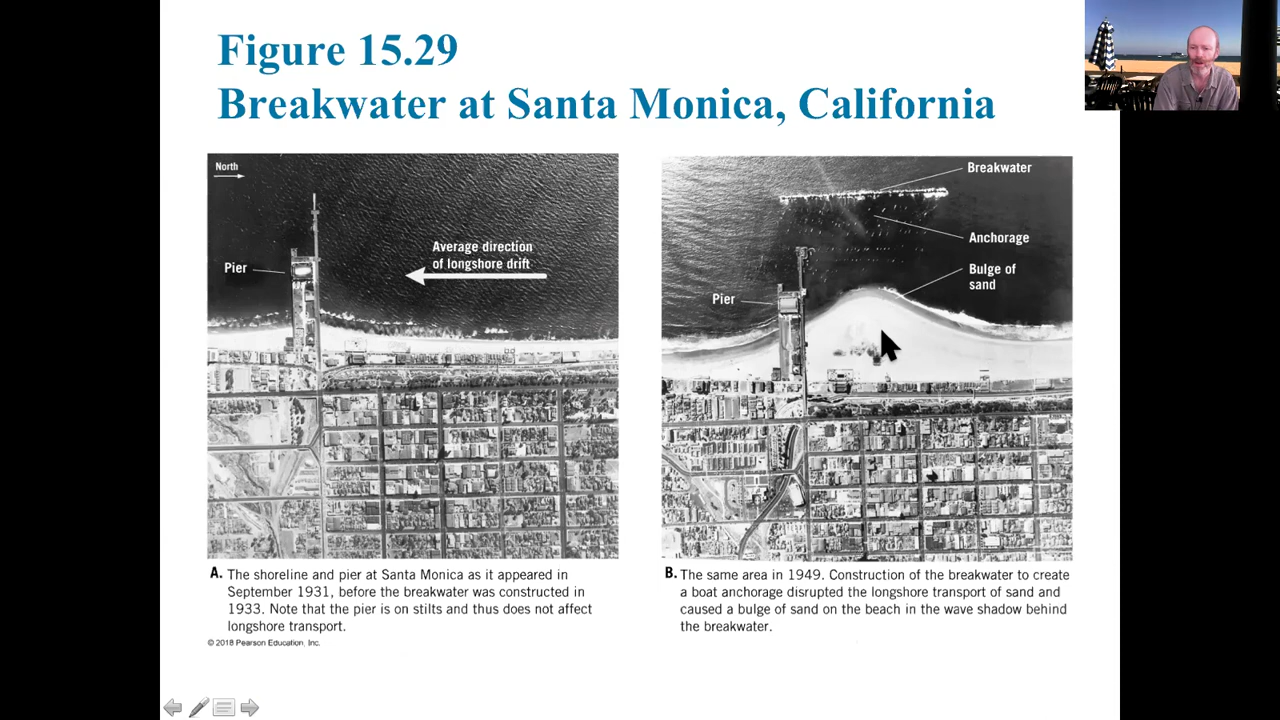 Figure 15.29
Breakwater at Santa Monica, California
North
Average direction
of longshore drift
Pier
Breakwater
Anchorage
Bulge of
sand
Pier
A. The shoreline and pier at Santa Monica as it appeared in
September 1931, before the breakwater was constructed in
1933. Note that the pier is on stilts and thus does not affect
longshore transport.
© 2018 Pearson Education, Inc.
B. The same area in 1949. Construction of the breakwater to create
a boat anchorage disrupted the longshore transport of sand and
caused a bulge of sand on the beach in the wave shadow behind
the breakwater.